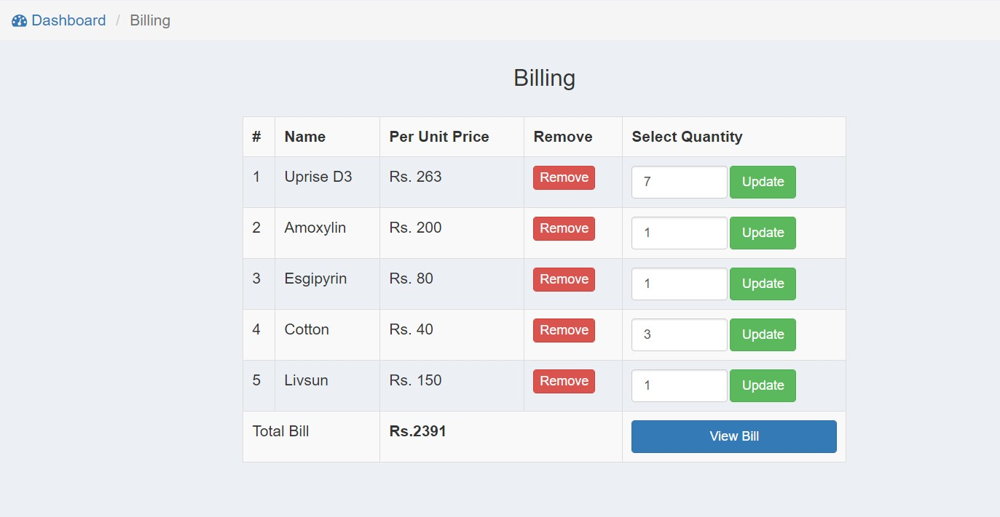 Dashboard / Billing
Billing
# Name Per Unit Price Remove Select Quantity
1 Uprise D3 Rs. 263 Remove 7 Update
2 Amoxylin Rs. 200 Remove 1 Update
3 Esgipyrin Rs. 80 Remove 1 Update
4 Cotton Rs. 40 Remove 3 Update
5 Livsun Rs. 150 Remove 1 Update
Total Bill Rs.2391 View Bill